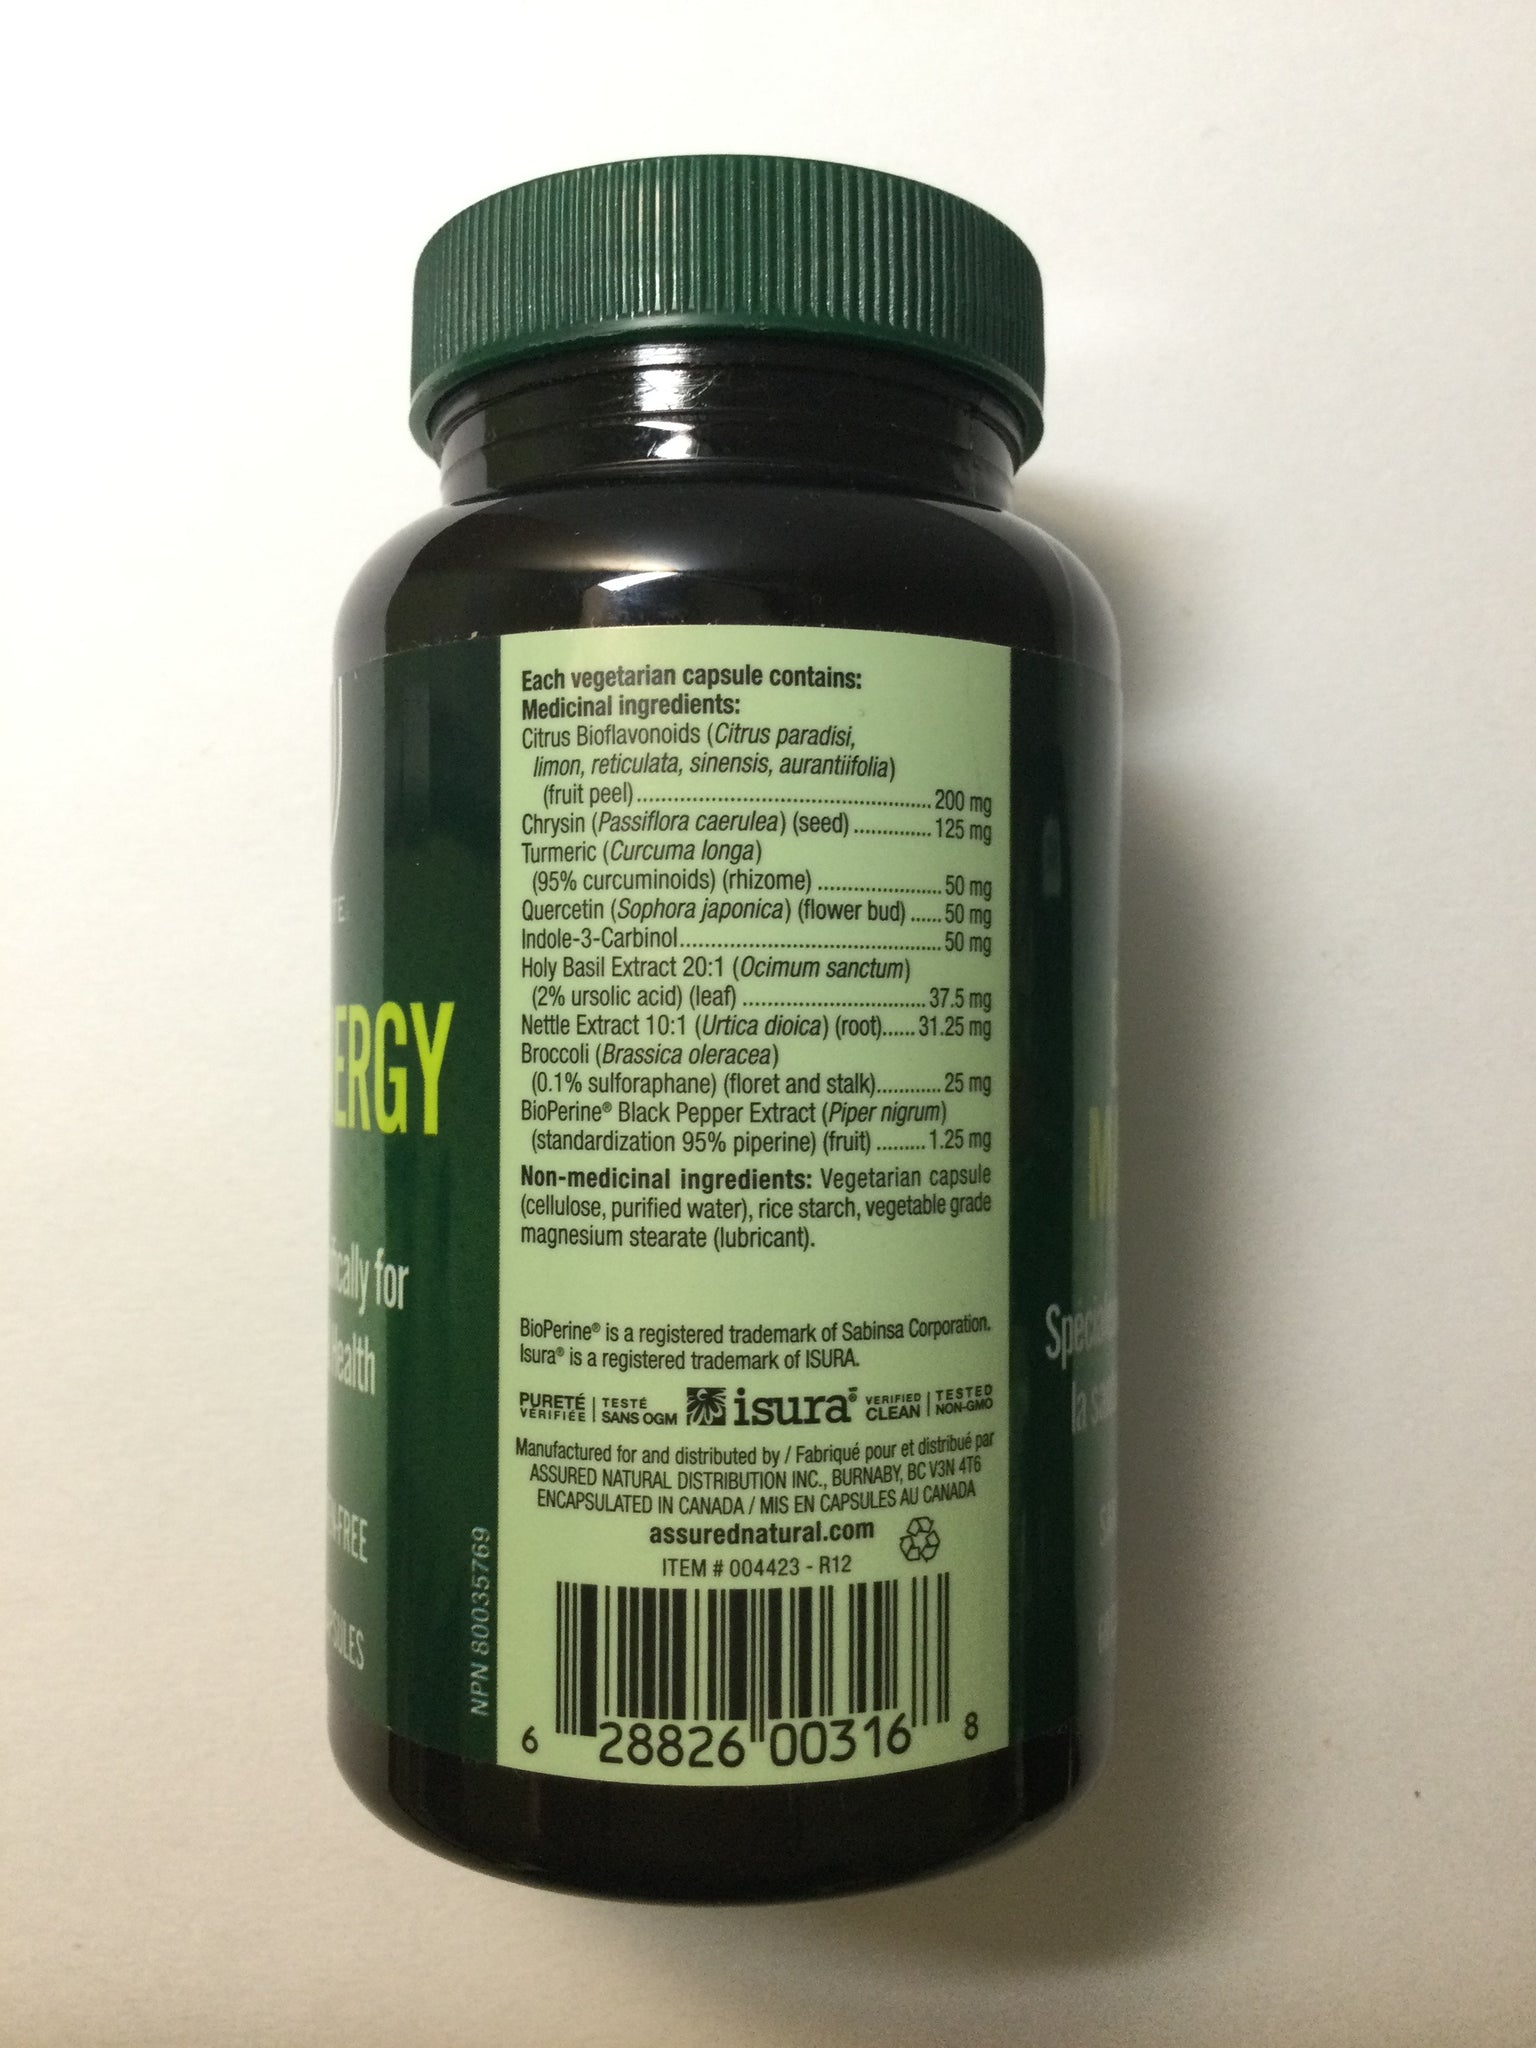 Each vegetarian capsule contains:
Medicinal ingredients:
Citrus Bioflavonoids (Citrus paradisi,
limon, reticulata, sinensis, aurantiifolia)
(fruit peel)............................................200 mg
Chrysin (Passiflora caerulea) (seed)..............125 mg
Turmeric (Curcuma longa)
(95% curcuminoids) (rhizome)......................50 mg
Quercetin (Sophora japonica) (flower bud)......50 mg
Indole-3-Carbinol.......................................50 mg
Holy Basil Extract 20:1 (Ocimum sanctum)
(2% ursolic acid) (leaf)..............................37.5 mg
Nettle Extract 10:1 (Urtica dioica) (root)......31.25 mg
Broccoli (Brassica oleracea)
(0.1% sulforaphane) (floret and stalk)............25 mg
BioPerine® Black Pepper Extract (Piper nigrum)
(standardization 95% piperine) (fruit).........1.25 mg
Non-medicinal ingredients: Vegetarian capsule
(cellulose, purified water), rice starch, vegetable grade
magnesium stearate (lubricant).
BioPerine® is a registered trademark of Sabinsa Corporation.
Isura® is a registered trademark of ISURA.
PURETÉ VÉRIFIÉE | TESTÉ SANS OGM isura® VERIFIED CLEAN | TESTED NON-GMO
Manufactured for and distributed by / Fabriqué pour et distribué par
ASSURED NATURAL DISTRIBUTION INC., BURNABY, BC V3N 4T6
ENCAPSULATED IN CANADA / MIS EN CAPSULES AU CANADA
assurednatural.com
ITEM # 004423 - R12
6 28826 00316 8
NPN 80035769
ERGY
for